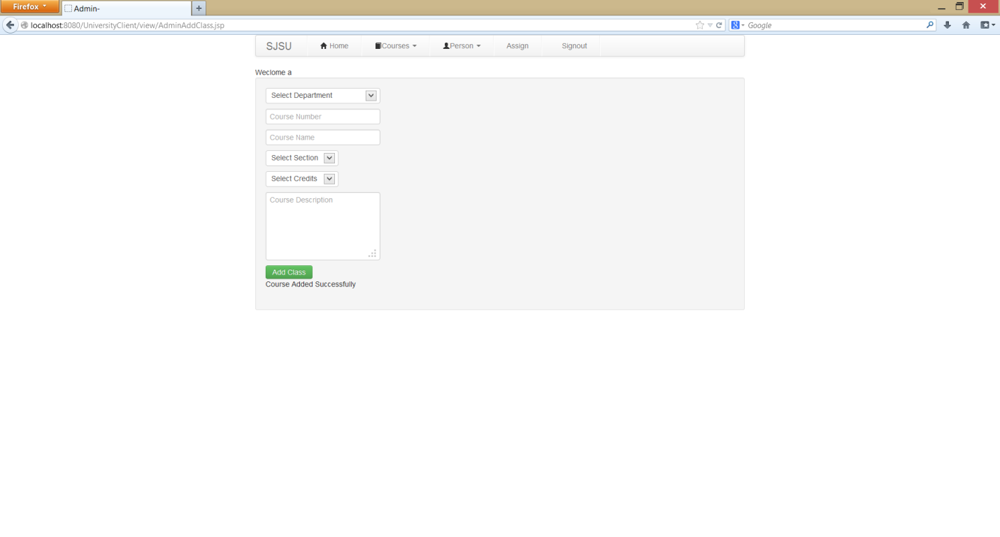 Firefox
Admin-
localhost:8080/UniversityClient/view/AdminAddClass.jsp
Google
SJSU Home Courses Person Assign Signout
Weclome a
Select Department
Course Number
Course Name
Select Section
Select Credits
Course Description
Add Class
Course Added Successfully